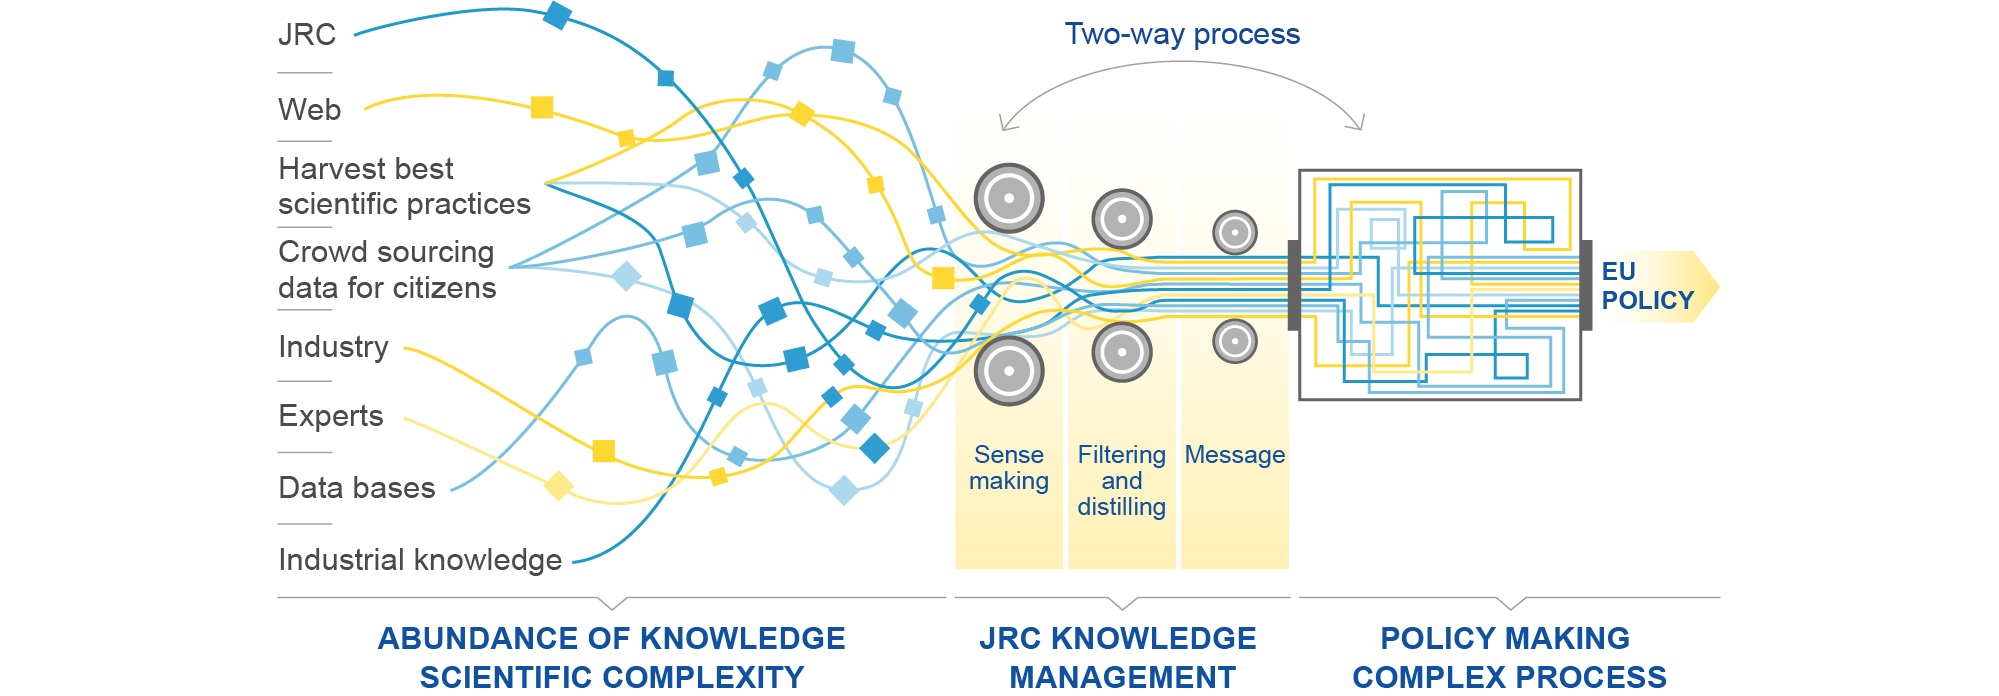 JRC
Web
Harvest best
scientific practices
Crowd sourcing
data for citizens
Industry
Experts
Data bases
Industrial knowledge
Two-way process
Sense
making
Filtering
and
distilling
Message
EU
POLICY
ABUNDANCE OF KNOWLEDGE
SCIENTIFIC COMPLEXITY
JRC KNOWLEDGE
MANAGEMENT
POLICY MAKING
COMPLEX PROCESS